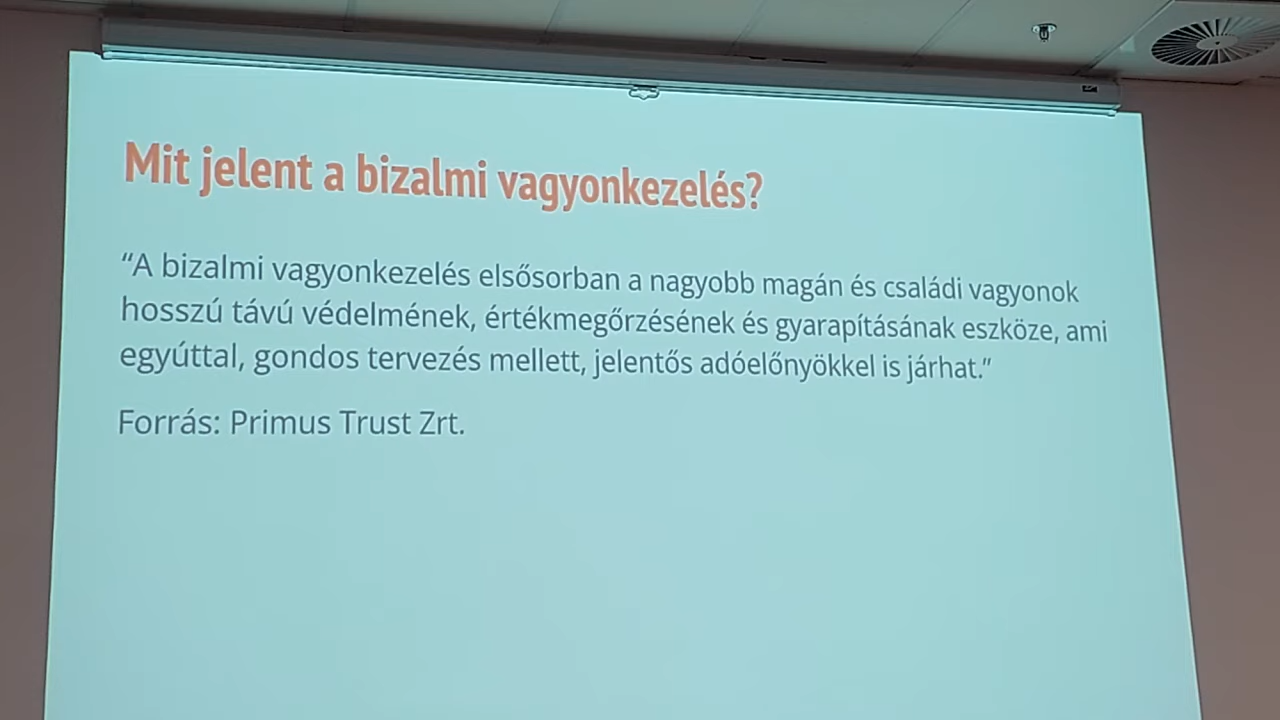 Mit jelent a bizalmi vagyonkezelés?
“A bizalmi vagyonkezelés elsősorban a nagyobb magán és családi vagyonok
hosszú távú védelmének, értékmegőrzésének és gyarapításának eszköze, ami
egyúttal, gondos tervezés mellett, jelentős adóelőnyökkel is járhat.”
Forrás: Primus Trust Zrt.